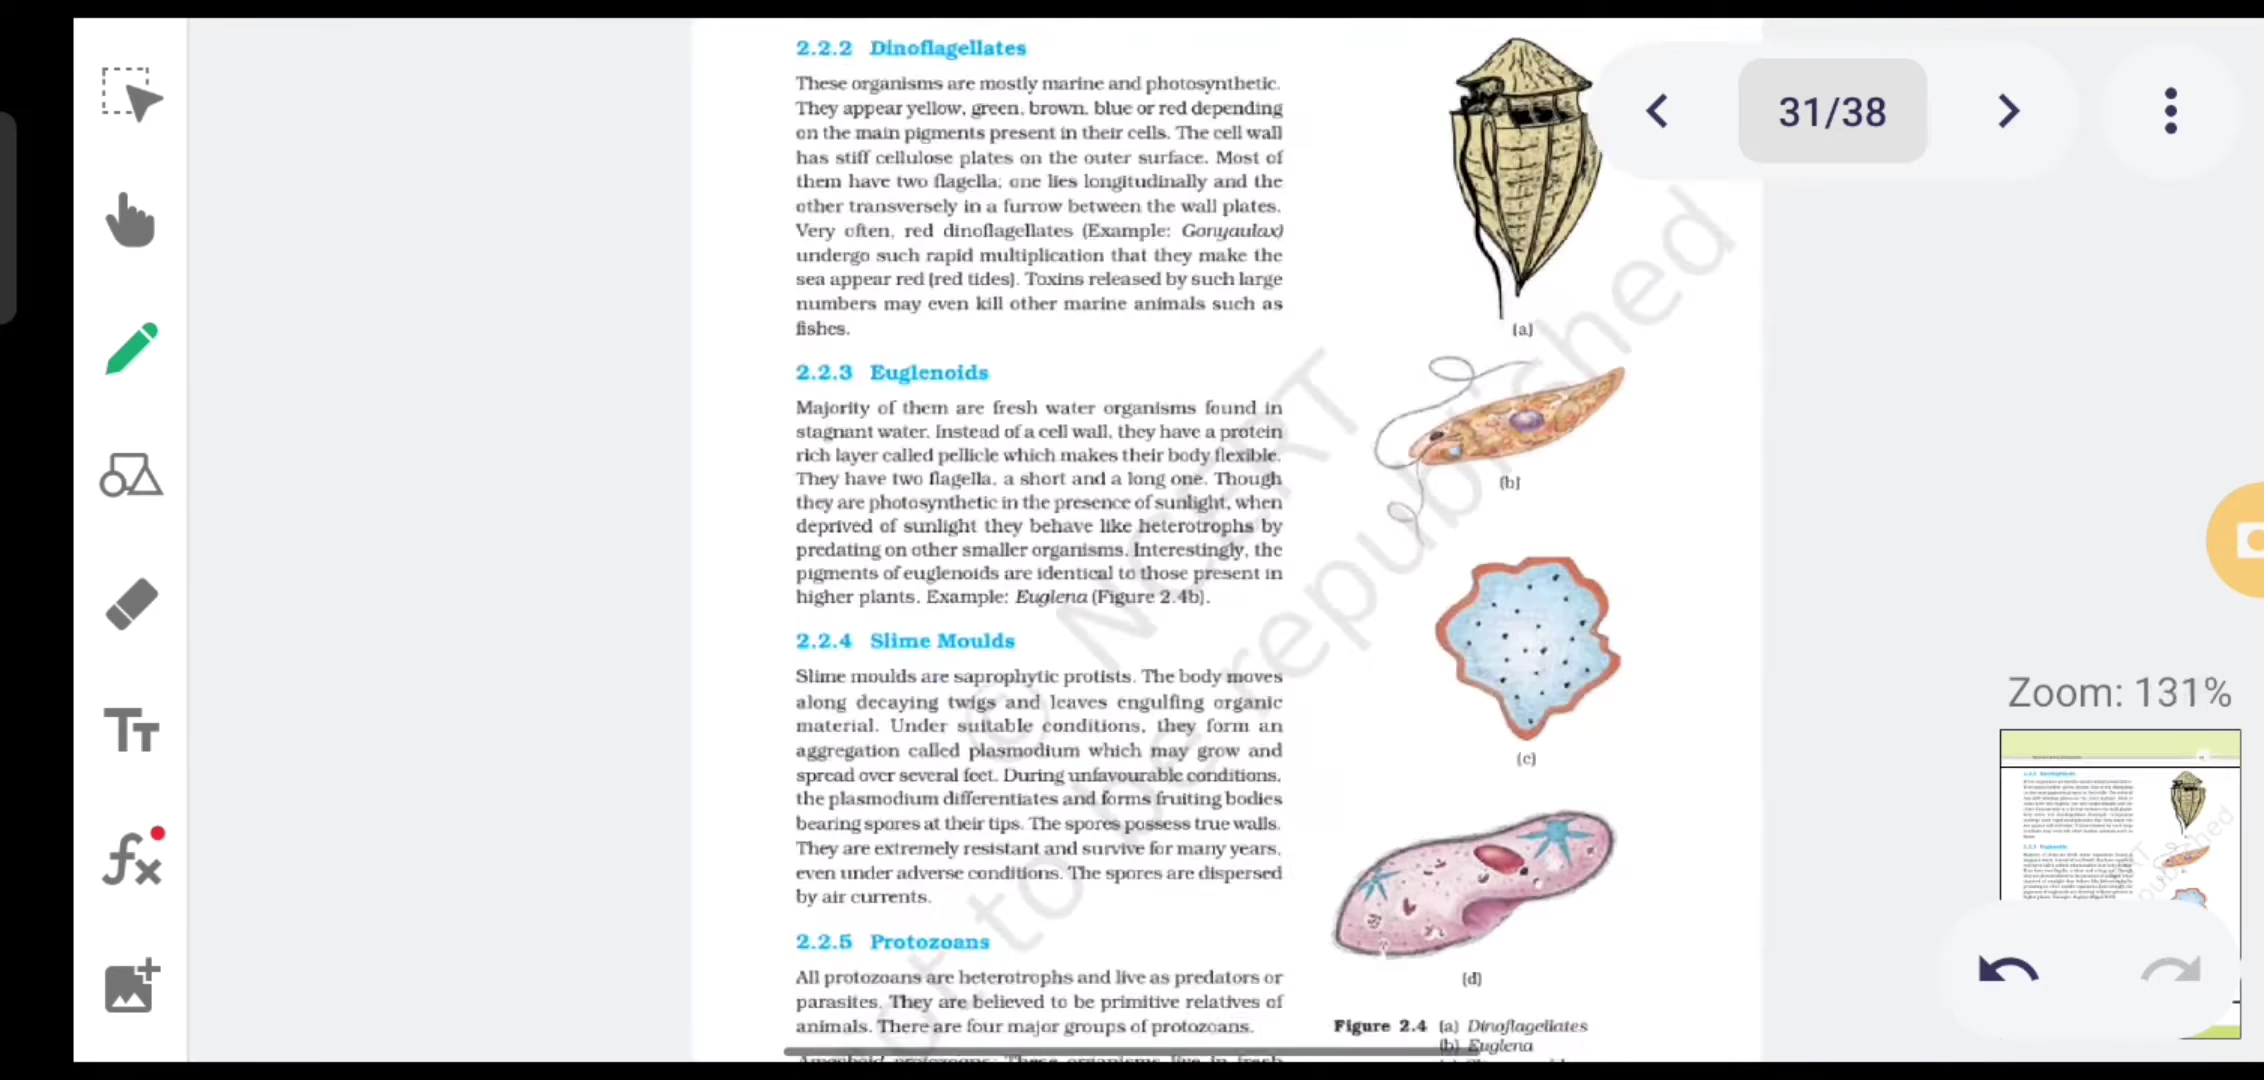 2.2.2 Dinoflagellates
These organisms are mostly marine and photosynthetic.
They appear yellow, green, brown, blue or red depending
on the main pigments present in their cells. The cell wall
has stiff cellulose plates on the outer surface. Most of
them have two flagella; one lies longitudinally and the
other transversely in a furrow between the wall plates.
Very often, red dinoflagellates (Example: Gonyaulax)
undergo such rapid multiplication that they make the
sea appear red (red tides). Toxins released by such large
numbers may even kill other marine animals such as
fishes.
2.2.3 Euglenoids
Majority of them are fresh water organisms found in
stagnant water. Instead of a cell wall, they have a protein
rich layer called pellicle which makes their body flexible.
They have two flagella, a short and a long one. Though
they are photosynthetic in the presence of sunlight, when
deprived of sunlight they behave like heterotrophs by
predating on other smaller organisms. Interestingly, the
pigments of euglenoids are identical to those present in
higher plants. Example: Euglena (Figure 2.4b).
2.2.4 Slime Moulds
Slime moulds are saprophytic protists. The body moves
along decaying twigs and leaves engulfing organic
material. Under suitable conditions, they form an
aggregation called plasmodium which may grow and
spread over several feet. During unfavourable conditions,
the plasmodium differentiates and forms fruiting bodies
bearing spores at their tips. The spores possess true walls.
They are extremely resistant and survive for many years,
even under adverse conditions. The spores are dispersed
by air currents.
2.2.5 Protozoans
All protozoans are heterotrophs and live as predators or
parasites. They are believed to be primitive relatives of
animals. There are four major groups of protozoans.
Amoeboid protozoans: These organisms live in fresh
(a)
(b)
(c)
(d)
Figure 2.4 (a) Dinoflagellates
(b) Euglena
© NCERT
not to be republished
31/38
Zoom: 131%
Tт
fx